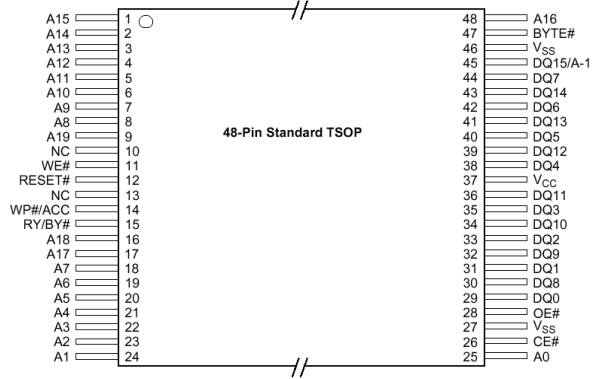 A15 1 48 A16
A14 2 47 BYTE#
A13 3 46 VSS
A12 4 45 DQ15/A-1
A11 5 44 DQ7
A10 6 43 DQ14
A9 7 42 DQ6
A8 8 41 DQ13
A19 9 40 DQ5
48-Pin Standard TSOP
NC 10 39 DQ12
WE# 11 38 DQ4
RESET# 12 37 VCC
NC 13 36 DQ11
WP#/ACC 14 35 DQ3
RY/BY# 15 34 DQ10
A18 16 33 DQ2
A17 17 32 DQ9
A7 18 31 DQ1
A6 19 30 DQ8
A5 20 29 DQ0
A4 21 28 OE#
A3 22 27 VSS
A2 23 26 CE#
A1 24 25 A0